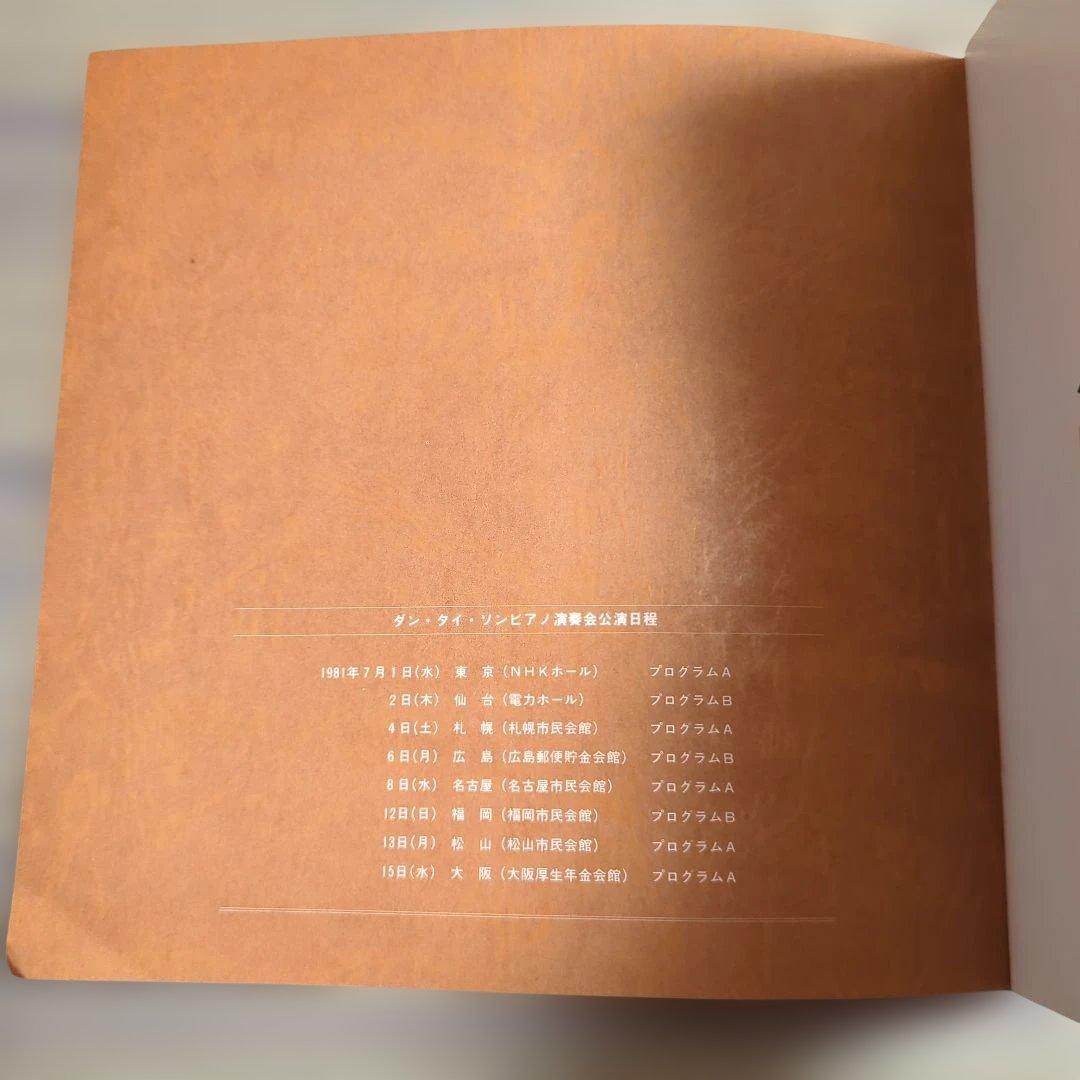 ダン・タイ・ソンピアノ演奏会公演日程
1981年7月1日(水) 東 京(NHKホール) プログラムA
2日(木) 仙 台(電力ホール) プログラムB
4日(土) 札 幌(札幌市民会館) プログラムA
6日(月) 広 島(広島郵便貯金会館) プログラムB
8日(水) 名古屋(名古屋市民会館) プログラムA
12日(日) 福 岡(福岡市民会館) プログラムB
13日(月) 松 山(松山市民会館) プログラムA
15日(水) 大 阪(大阪厚生年金会館) プログラムA